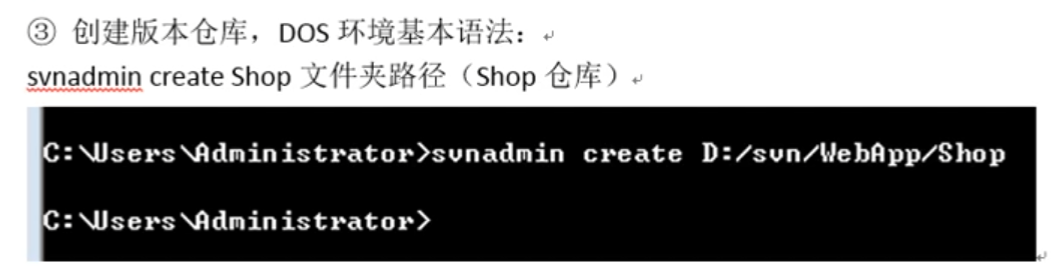 ③ 创建版本仓库，DOS 环境基本语法：
svnadmin create Shop 文件夹路径（Shop 仓库）
C:\Users\Administrator>svnadmin create D:/svn/WebApp/Shop
C:\Users\Administrator>